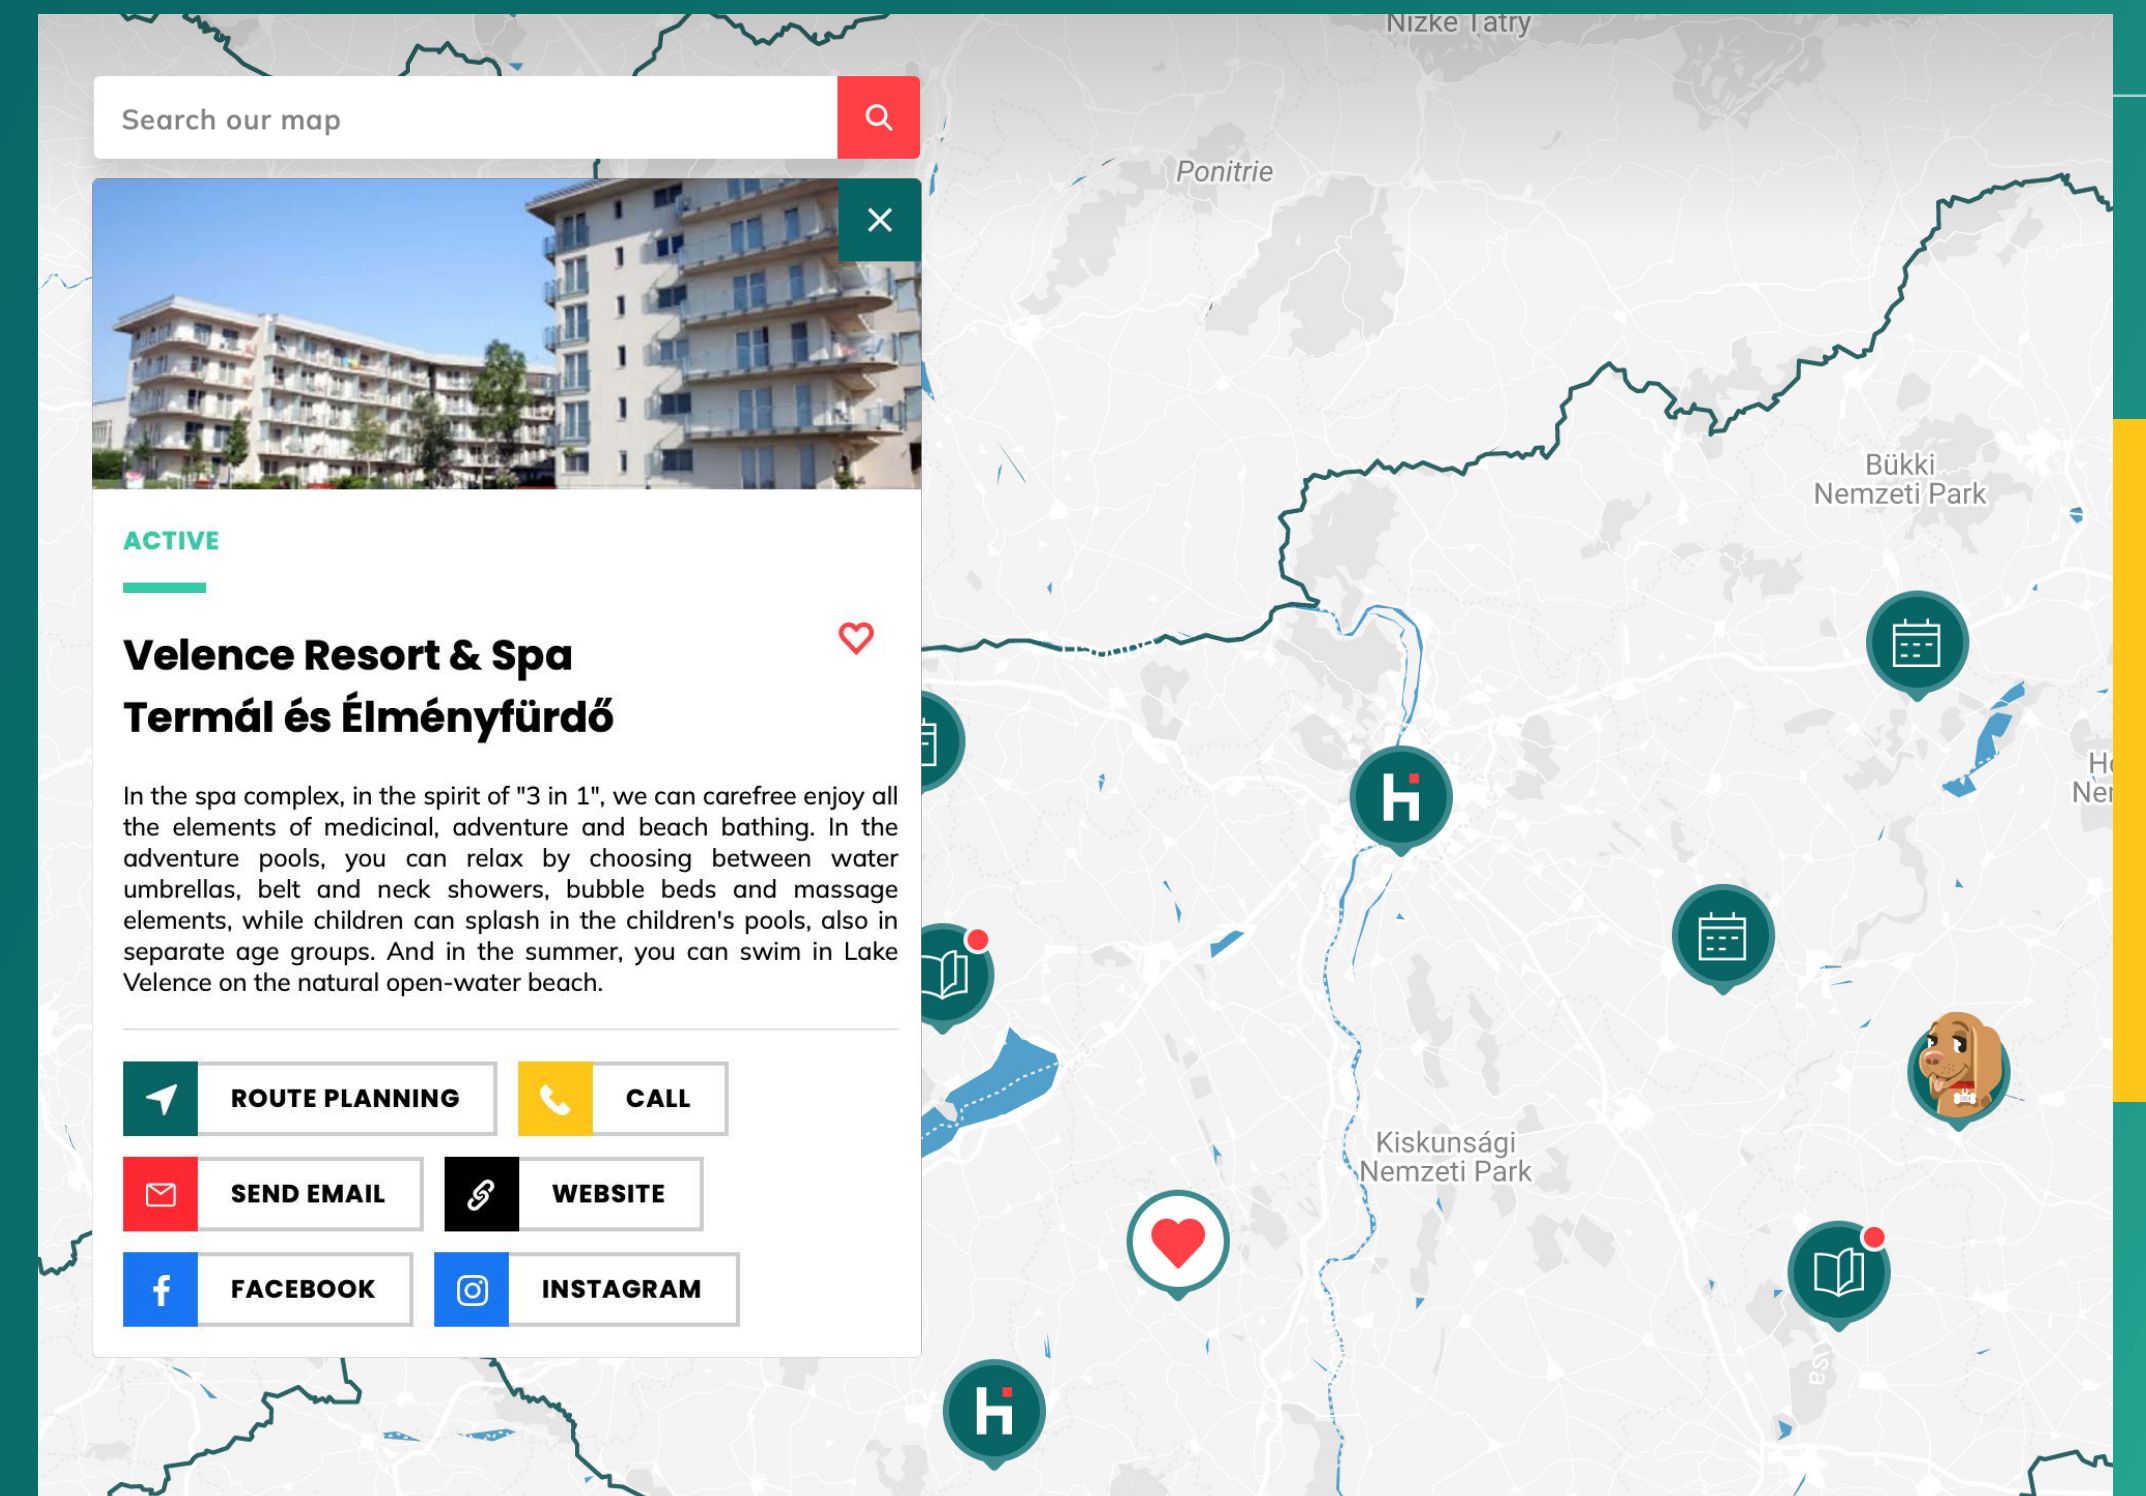 Nízke Tatry
Search our map
Ponitrie
ACTIVE
Velence Resort & Spa
Termál és Élményfürdő
In the spa complex, in the spirit of "3 in 1", we can carefree enjoy all
the elements of medicinal, adventure and beach bathing. In the
adventure pools, you can relax by choosing between water
umbrellas, belt and neck showers, bubble beds and massage
elements, while children can splash in the children's pools, also in
separate age groups. And in the summer, you can swim in Lake
Velence on the natural open-water beach.
ROUTE PLANNING
CALL
SEND EMAIL
WEBSITE
FACEBOOK
INSTAGRAM
Bükki
Nemzeti Park
Kiskunsági
Nemzeti Park